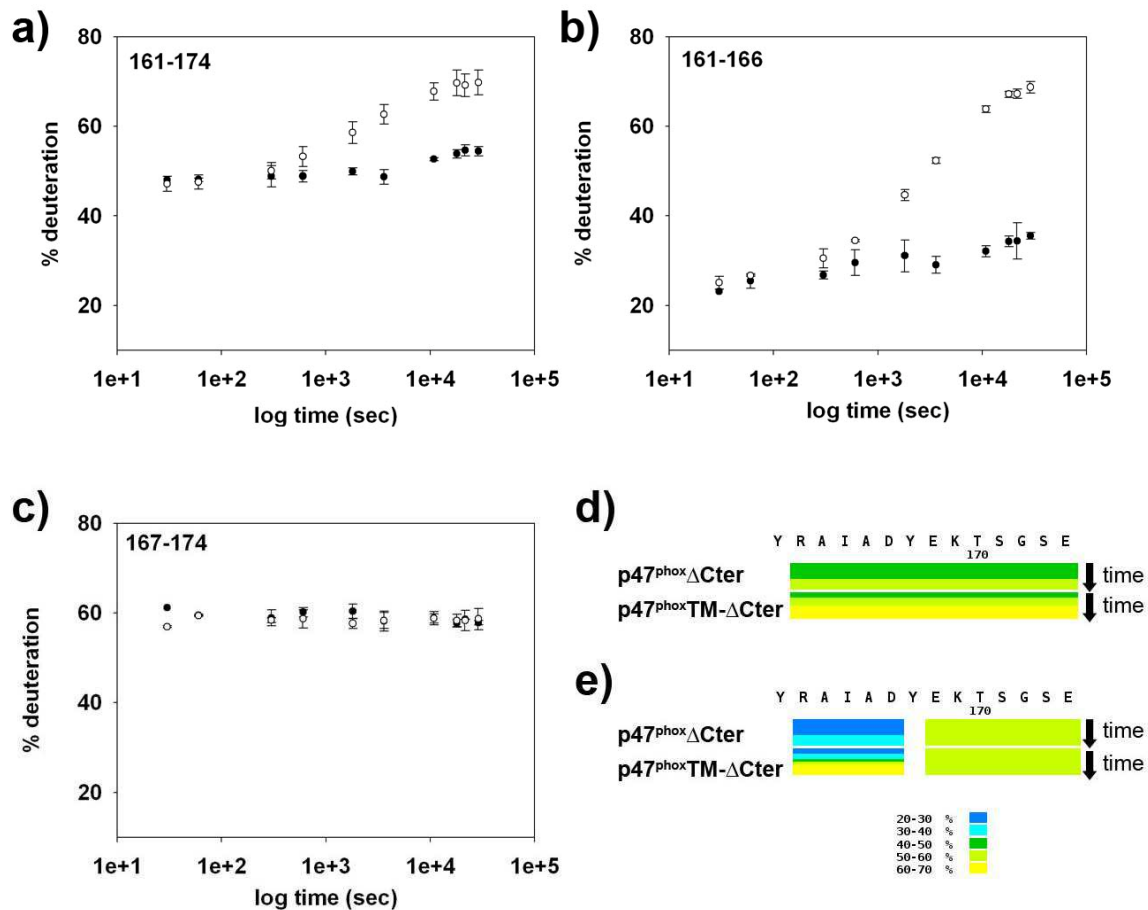 a)
161-174
% deuteration
80
60
40
20
1e+1 1e+2 1e+3 1e+4 1e+5
log time (sec)
b)
161-166
% deuteration
80
60
40
20
1e+1 1e+2 1e+3 1e+4 1e+5
log time (sec)
c)
167-174
% deuteration
80
60
40
20
1e+1 1e+2 1e+3 1e+4 1e+5
log time (sec)
d)
Y R A I A D Y E K T S G S E
170
p47phoxΔCter time
p47phoxTM-ΔCter time
e)
Y R A I A D Y E K T S G S E
170
p47phoxΔCter time
p47phoxTM-ΔCter time
20-30 %
30-40 %
40-50 %
50-60 %
60-70 %